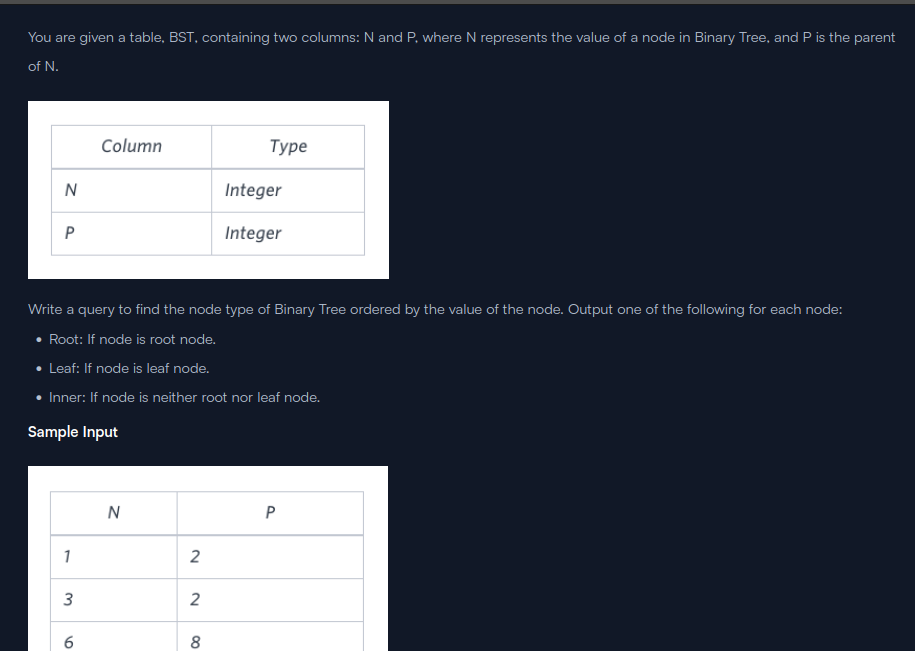 You are given a table, BST, containing two columns: N and P, where N represents the value of a node in Binary Tree, and P is the parent
of N.
Column Type
N Integer
P Integer
Write a query to find the node type of Binary Tree ordered by the value of the node. Output one of the following for each node:
• Root: If node is root node.
• Leaf: If node is leaf node.
• Inner: If node is neither root nor leaf node.
Sample Input
N P
1 2
3 2
6 8